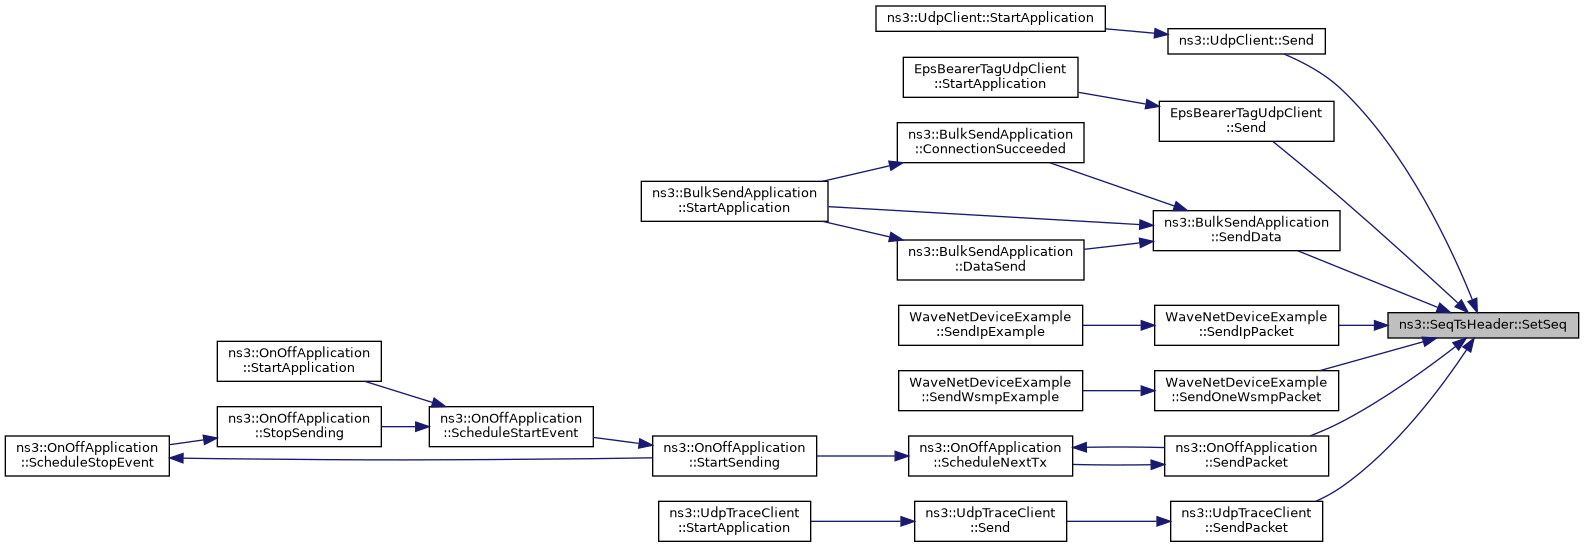 ns3::UdpClient::StartApplication
ns3::UdpClient::Send
EpsBearerTagUdpClient
::StartApplication
EpsBearerTagUdpClient
::Send
ns3::BulkSendApplication
::ConnectionSucceeded
ns3::BulkSendApplication
::StartApplication
ns3::BulkSendApplication
::SendData
ns3::BulkSendApplication
::DataSend
WaveNetDeviceExample
::SendIpExample
WaveNetDeviceExample
::SendIpPacket
ns3::SeqTsHeader::SetSeq
ns3::OnOffApplication
::StartApplication
WaveNetDeviceExample
::SendWsmpExample
WaveNetDeviceExample
::SendOneWsmpPacket
ns3::OnOffApplication
::StopSending
ns3::OnOffApplication
::ScheduleStartEvent
ns3::OnOffApplication
::ScheduleStopEvent
ns3::OnOffApplication
::StartSending
ns3::OnOffApplication
::ScheduleNextTx
ns3::OnOffApplication
::SendPacket
ns3::UdpTraceClient
::StartApplication
ns3::UdpTraceClient
::Send
ns3::UdpTraceClient
::SendPacket